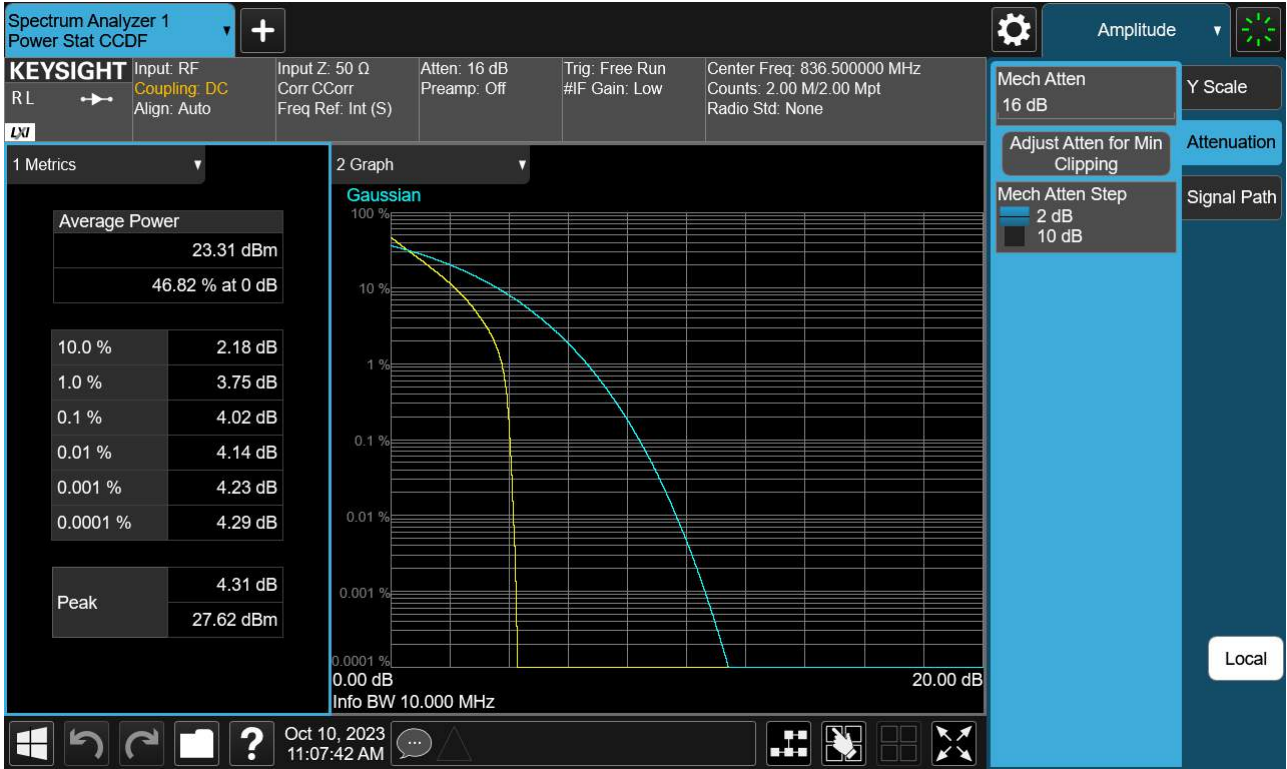 Spectrum Analyzer 1
Power Stat CCDF
Amplitude
KEYSIGHT
RL
LXI
Input: RF
Coupling: DC
Align: Auto
Input Z: 50 Ω
Corr CCorr
Freq Ref: Int (S)
Atten: 16 dB
Preamp: Off
Trig: Free Run
#IF Gain: Low
Center Freq: 836.500000 MHz
Counts: 2.00 M/2.00 Mpt
Radio Std: None
1 Metrics
Average Power
23.31 dBm
46.82 % at 0 dB
10.0 % 2.18 dB
1.0 % 3.75 dB
0.1 % 4.02 dB
0.01 % 4.14 dB
0.001 % 4.23 dB
0.0001 % 4.29 dB
Peak
4.31 dB
27.62 dBm
2 Graph
Gaussian
100 %
10 %
1 %
0.1 %
0.01 %
0.001 %
0.0001 %
0.00 dB 20.00 dB
Info BW 10.000 MHz
Mech Atten
16 dB
Adjust Atten for Min
Clipping
Mech Atten Step
2 dB
10 dB
Y Scale
Attenuation
Signal Path
Local
?
Oct 10, 2023
11:07:42 AM